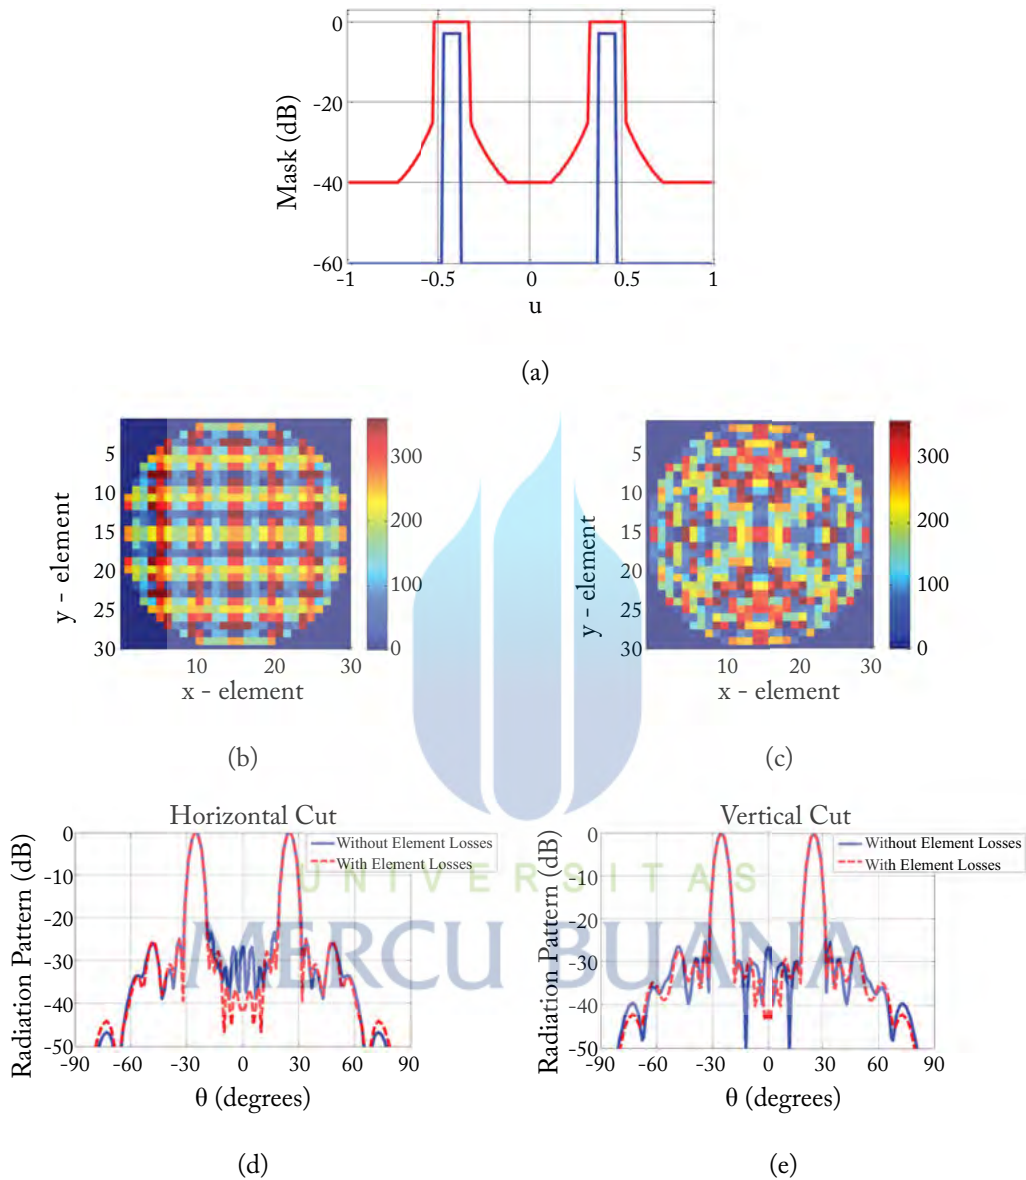 (a)
0
-20
-40
-60
Mask (dB)
-1
-0.5
0
0.5
1
u
(b)
5
10
15
20
25
30
y - element
10
20
30
x - element
300
200
100
0
(c)
5
10
15
20
25
30
y - element
10
20
30
x - element
300
200
100
0
UNIVERSITAS
MERCU BUANA
Horizontal Cut
Without Element Losses
With Element Losses
0
-10
-20
-30
-40
-50
Radiation Pattern (dB)
-90
-60
-30
0
30
60
90
θ (degrees)
(d)
Vertical Cut
Without Element Losses
With Element Losses
0
-10
-20
-30
-40
-50
Radiation Pattern (dB)
-90
-60
-30
0
30
60
90
θ (degrees)
(e)